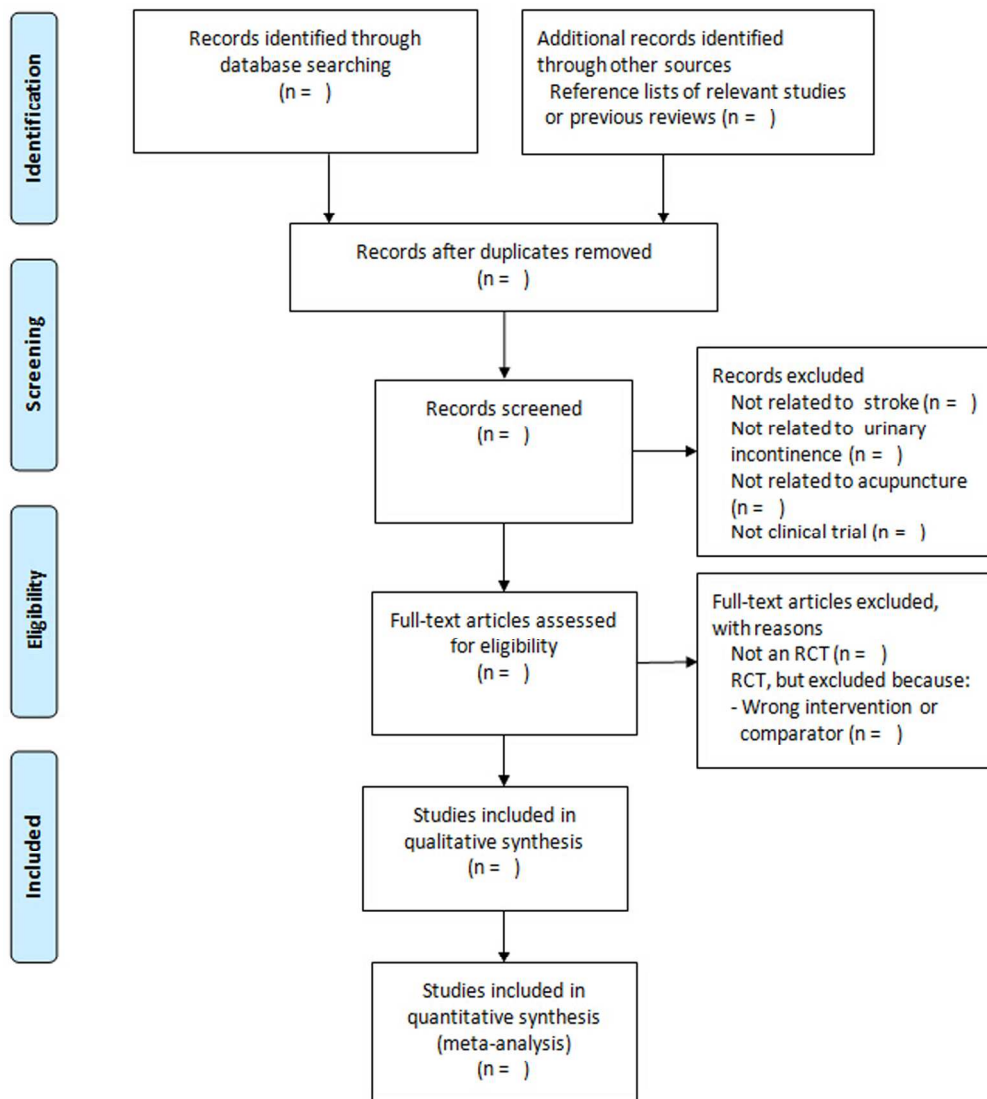 Identification
Records identified through
database searching
(n =   )
Additional records identified
through other sources
Reference lists of relevant studies
or previous reviews (n =   )
Records after duplicates removed
(n =   )
Screening
Records screened
(n =   )
Records excluded
Not related to stroke (n =   )
Not related to urinary
incontinence (n =   )
Not related to acupuncture
(n =   )
Not clinical trial (n =   )
Eligibility
Full-text articles assessed
for eligibility
(n =   )
Full-text articles excluded,
with reasons
Not an RCT (n =   )
RCT, but excluded because:
- Wrong intervention or
comparator (n =   )
Included
Studies included in
qualitative synthesis
(n =   )
Studies included in
quantitative synthesis
(meta-analysis)
(n =   )